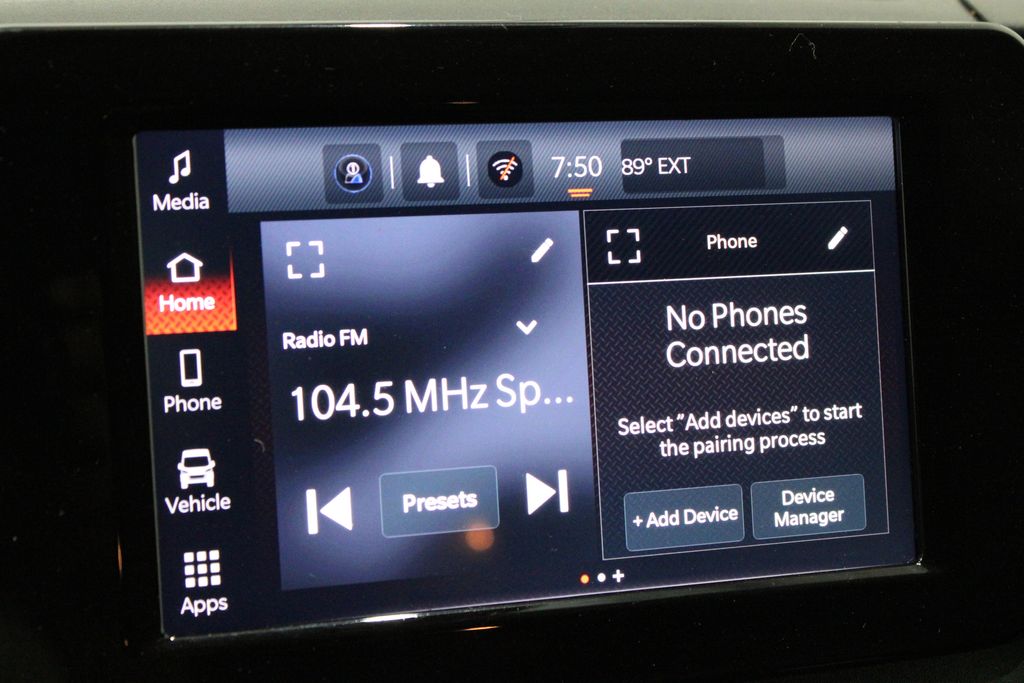 Media
7:50
89° EXT
Home
Phone
Vehicle
Apps
Radio FM
104.5 MHz Sp...
Presets
Phone
No Phones
Connected
Select "Add devices" to start
the pairing process
+ Add Device
Device
Manager